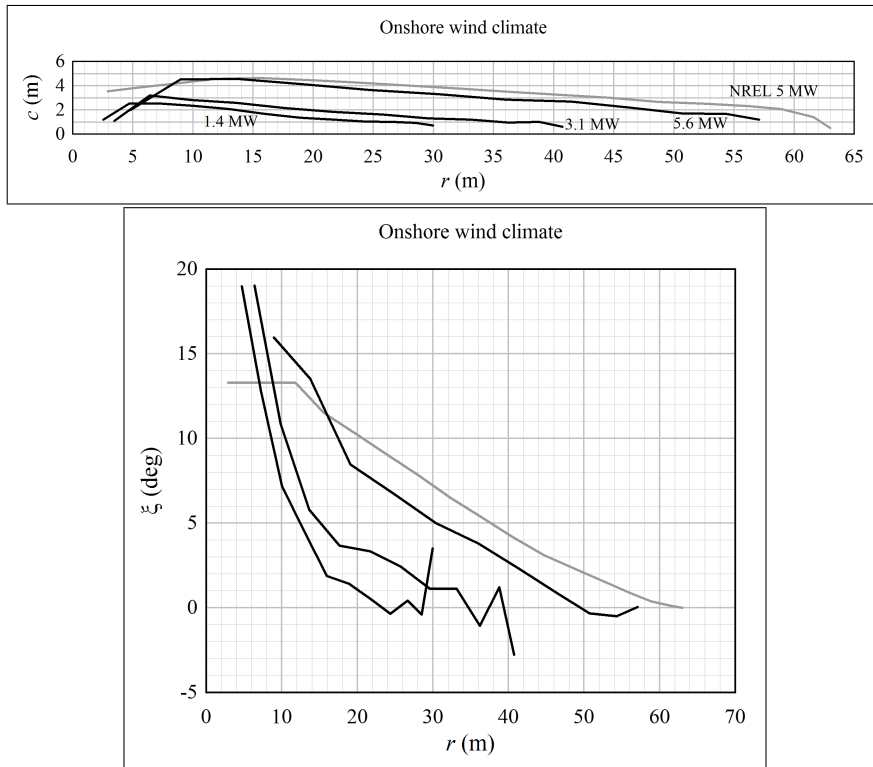 Onshore wind climate
6
4
2
0
c (m)
NREL 5 MW
1.4 MW
3.1 MW
5.6 MW
0 5 10 15 20 25 30 35 40 45 50 55 60 65
r (m)
Onshore wind climate
20
15
10
5
0
-5
ξ (deg)
0 10 20 30 40 50 60 70
r (m)